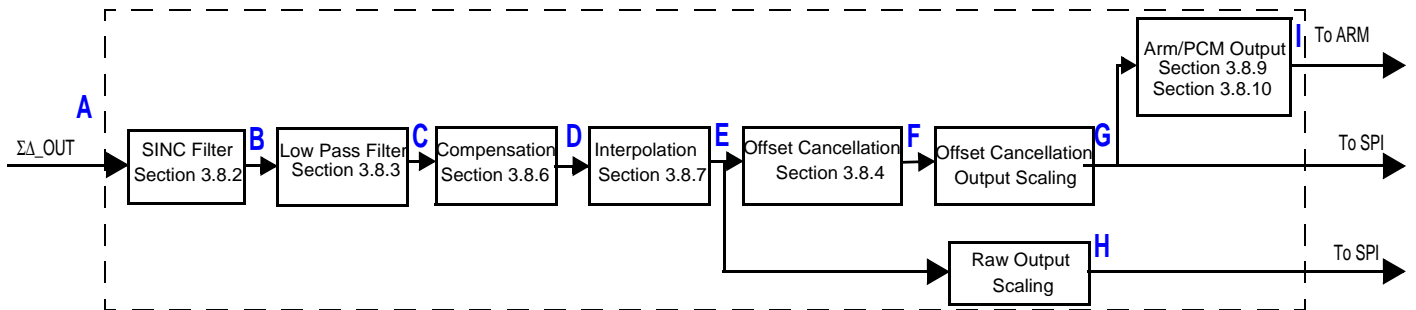 Arm/PCM Output
Section 3.8.9
Section 3.8.10
I
To ARM
A
ΣΔ_OUT
SINC Filter
Section 3.8.2
B
Low Pass Filter
Section 3.8.3
C
Compensation
Section 3.8.6
D
Interpolation
Section 3.8.7
E
Offset Cancellation
Section 3.8.4
F
Offset Cancellation
Output Scaling
G
To SPI
Raw Output
Scaling
H
To SPI